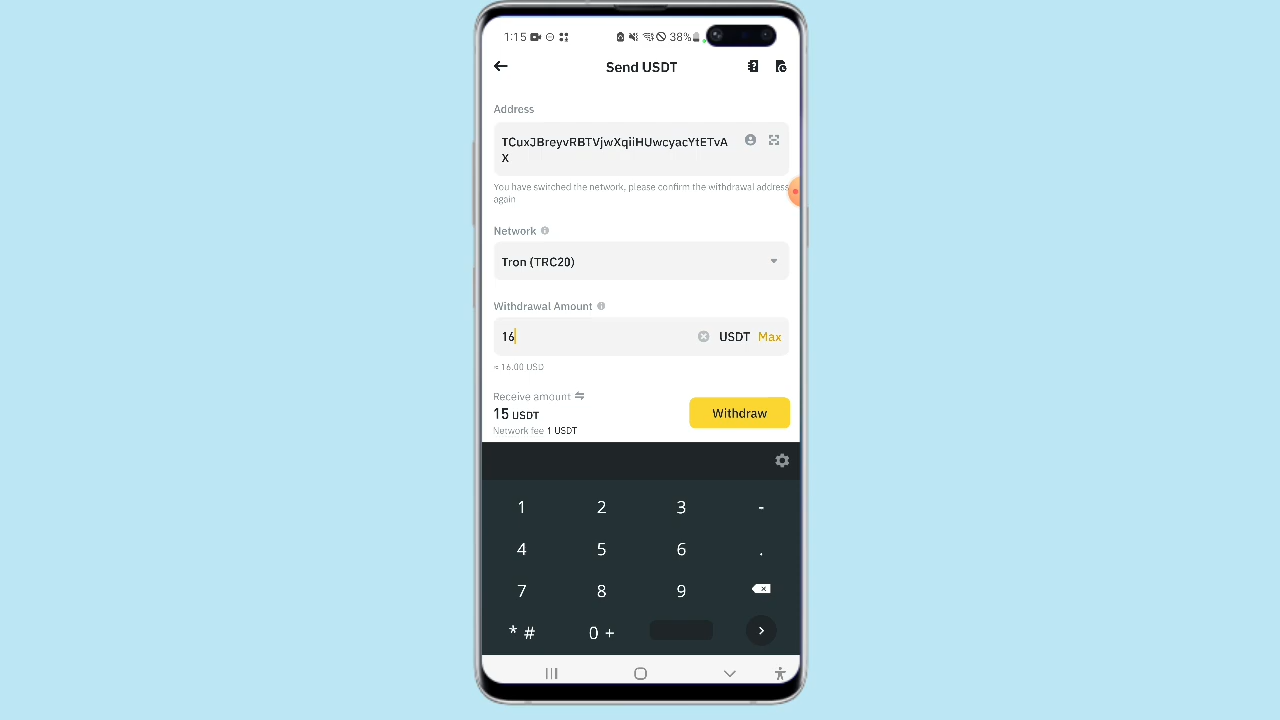 1:15 38%
Send USDT
Address
TCuxJBreyvRBTVjwXqiiHUwcyacYtETvA
X
You have switched the network, please confirm the withdrawal address
again
Network
Tron (TRC20)
Withdrawal Amount
16 USDT Max
≈ 16.00 USD
Receive amount
15 USDT
Withdraw
Network fee 1 USDT
1 2 3 -
4 5 6 .
7 8 9
* # 0 +